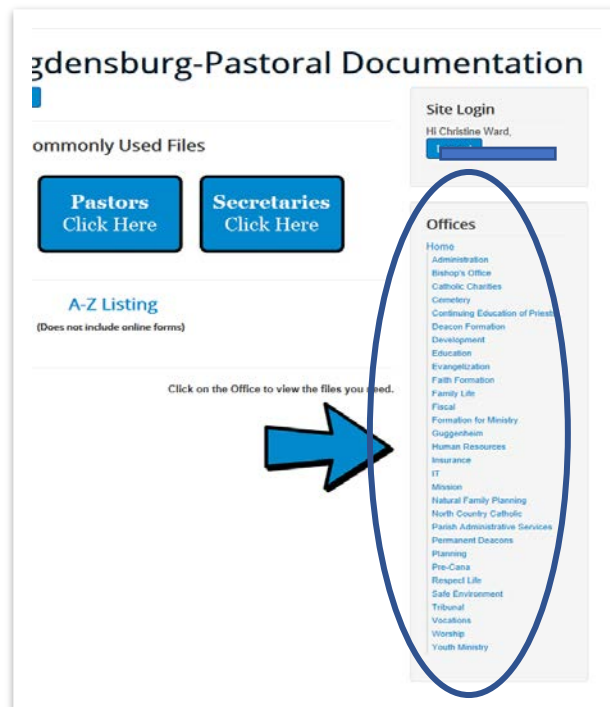 gdensburg-Pastoral Documentation
ommonly Used Files
Pastors
Click Here
Secretaries
Click Here
A-Z Listing
(Does not include online forms)
Click on the Office to view the files you need.
Site Login
Hi Christine Ward,
Offices
Home
Administration
Bishop's Office
Catholic Charities
Cemetery
Continuing Education of Priests
Deacon Formation
Development
Education
Evangelization
Faith Formation
Family Life
Fiscal
Formation for Ministry
Guggenheim
Human Resources
Insurance
IT
Mission
Natural Family Planning
North Country Catholic
Parish Administrative Services
Permanent Deacons
Planning
Pre-Cana
Respect Life
Safe Environment
Tribunal
Vocations
Worship
Youth Ministry